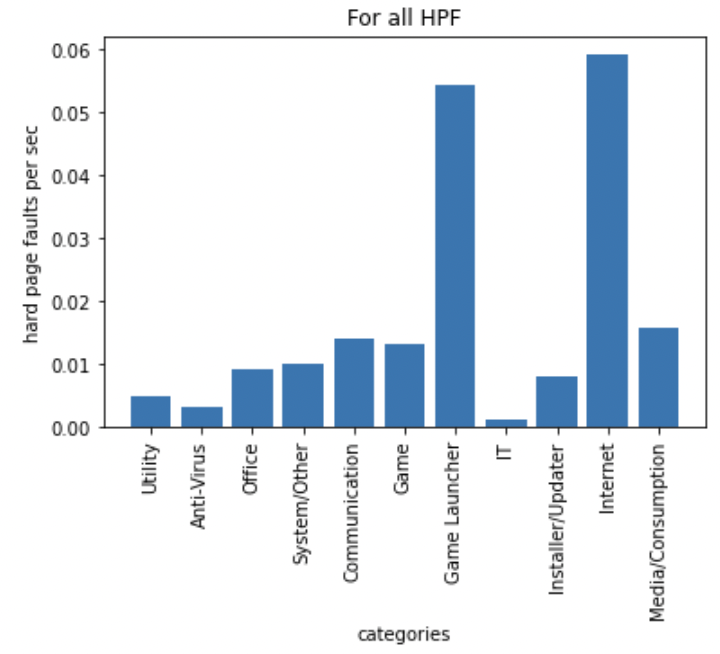 For all HPF
hard page faults per sec
0.06
0.05
0.04
0.03
0.02
0.01
0.00
Utility
Anti-Virus
Office
System/Other
Communication
Game
Game Launcher
IT
Installer/Updater
Internet
Media/Consumption
categories